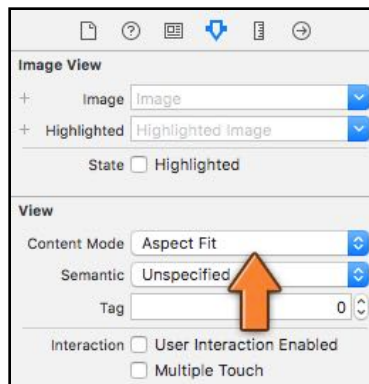 Image View
+ Image Image
+ Highlighted Highlighted Image
State Highlighted
View
Content Mode Aspect Fit
Semantic Unspecified
Tag 0
Interaction User Interaction Enabled
Multiple Touch